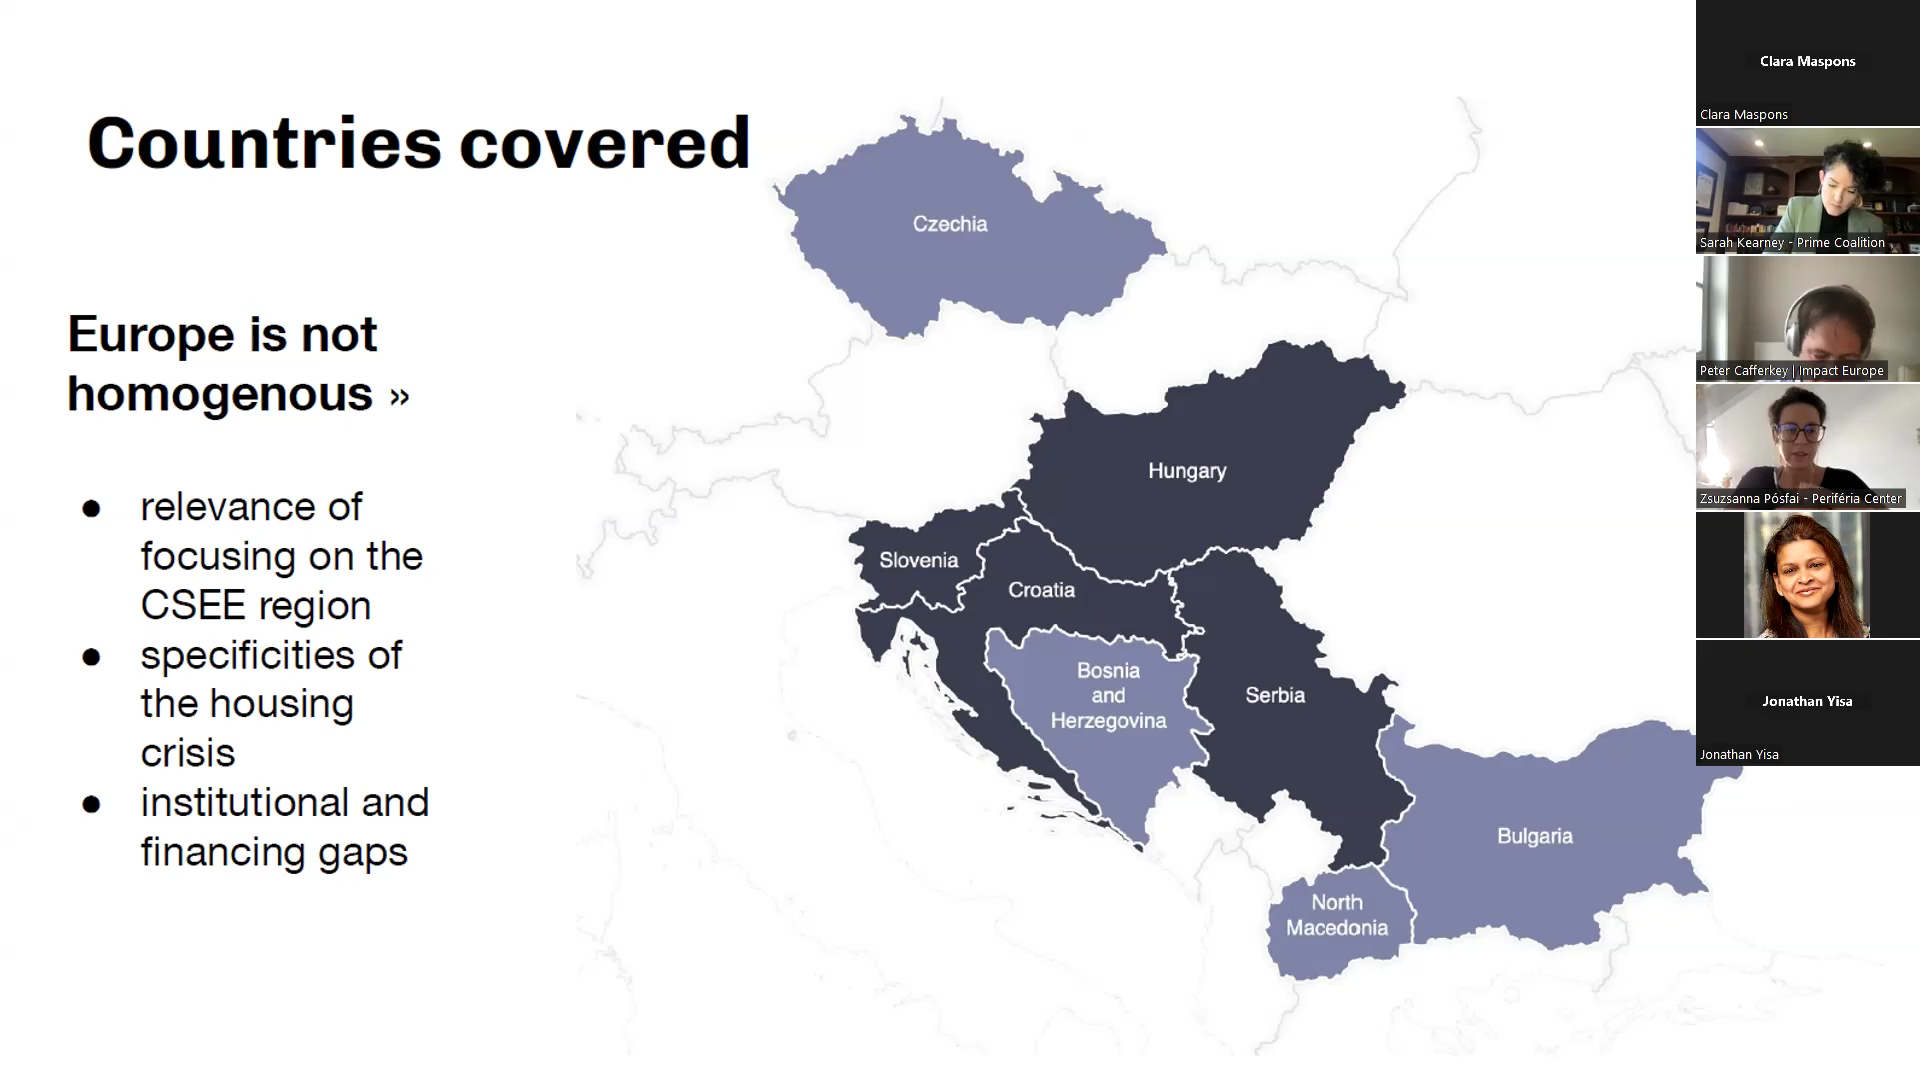 Countries covered
Europe is not
homogenous »
● relevance of
focusing on the
CSEE region
● specificities of
the housing
crisis
● institutional and
financing gaps
Czechia
Hungary
Slovenia
Croatia
Bosnia
and
Herzegovina
Serbia
Bulgaria
North
Macedonia
Clara Maspons
Clara Maspons
Sarah Kearney - Prime Coalition
Peter Cafferkey | Impact Europe
Zsuzsanna Pósfai - Periféria Center
Jonathan Yisa
Jonathan Yisa